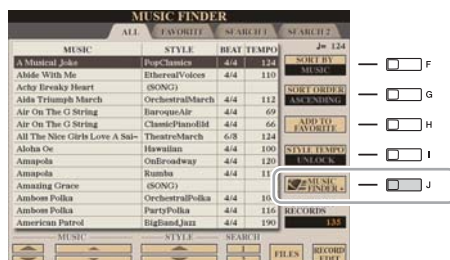 MUSIC FINDER
ALL FAVORITE SEARCH 1 SEARCH 2
MUSIC STYLE BEAT TEMPO ♩= 124
A Musical Joke PopClassics 4/4 124
Abide With Me EtherealVoices 4/4 110
Achy Breaky Heart (SONG)
Aida Triumph March OrchestralMarch 4/4 112
Air On The G String BaroqueAir 4/4 69
Air On The G String ClassicPianoBld 4/4 66
All The Nice Girls Love A Sai~ TheatreMarch 6/8 124
Aloha Oe Hawaiian 4/4 100
Amapola OnBroadway 4/4 120
Amapola Rumba 4/4
Amazing Grace (SONG)
Amboss Polka OrchestralPolka 4/4
Amboss Polka PartyPolka 4/4 116
American Patrol BigBandJazz 4/4 190
SORT BY
MUSIC
F
SORT ORDER
ASCENDING
G
ADD TO
FAVORITE
H
STYLE TEMPO
UNLOCK
I
MUSIC
FINDER+
J
RECORDS
135
MUSIC STYLE SEARCH
1
2
FILES
RECORD
EDIT